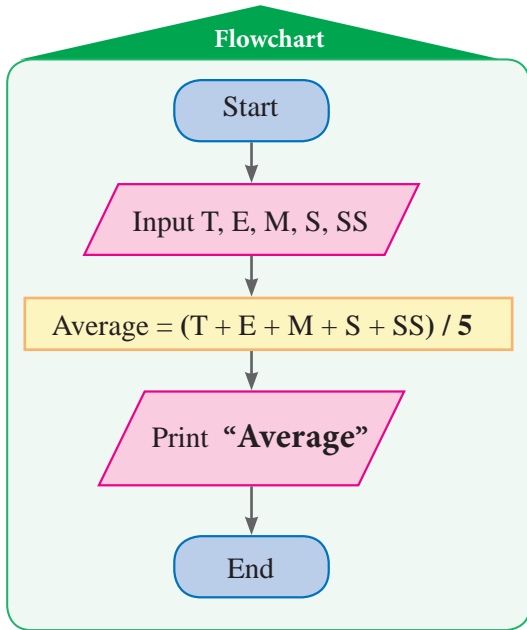 Flowchart
Start
Input T, E, M, S, SS
Average = (T + E + M + S + SS) / 5
Print “Average”
End